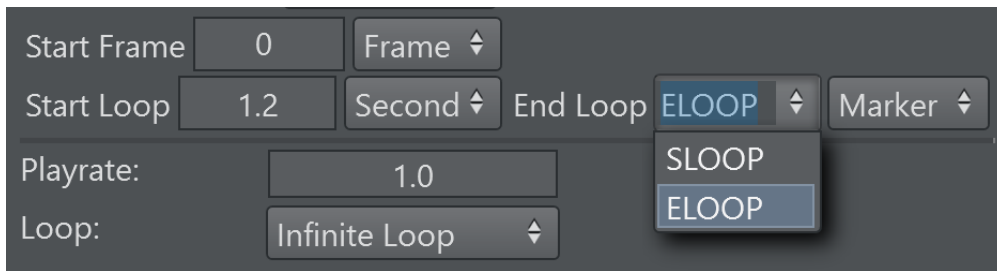 Start Frame 0 Frame
Start Loop 1.2 Second End Loop ELOOP Marker
SLOOP
ELOOP
Playrate: 1.0
Loop: Infinite Loop